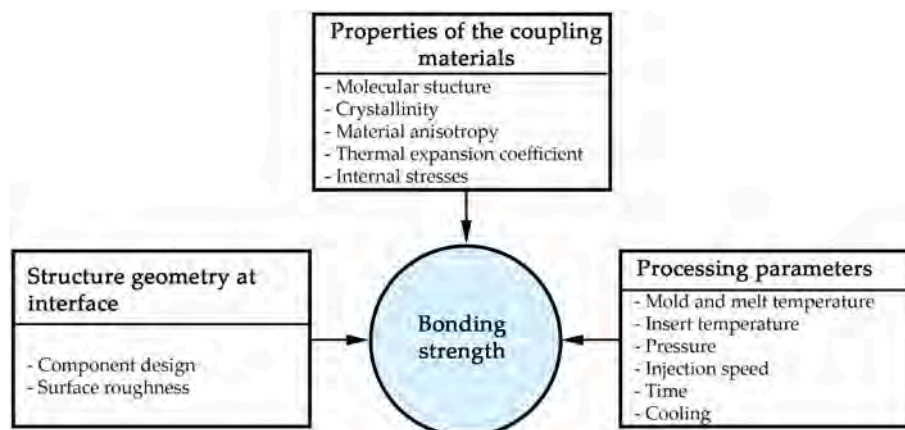 Properties of the coupling
materials
- Molecular stucture
- Crystallinity
- Material anisotropy
- Thermal expansion coefficient
- Internal stresses
Structure geometry at
interface
- Component design
- Surface roughness
Bonding
strength
Processing parameters
- Mold and melt temperature
- Insert temperature
- Pressure
- Injection speed
- Time
- Cooling